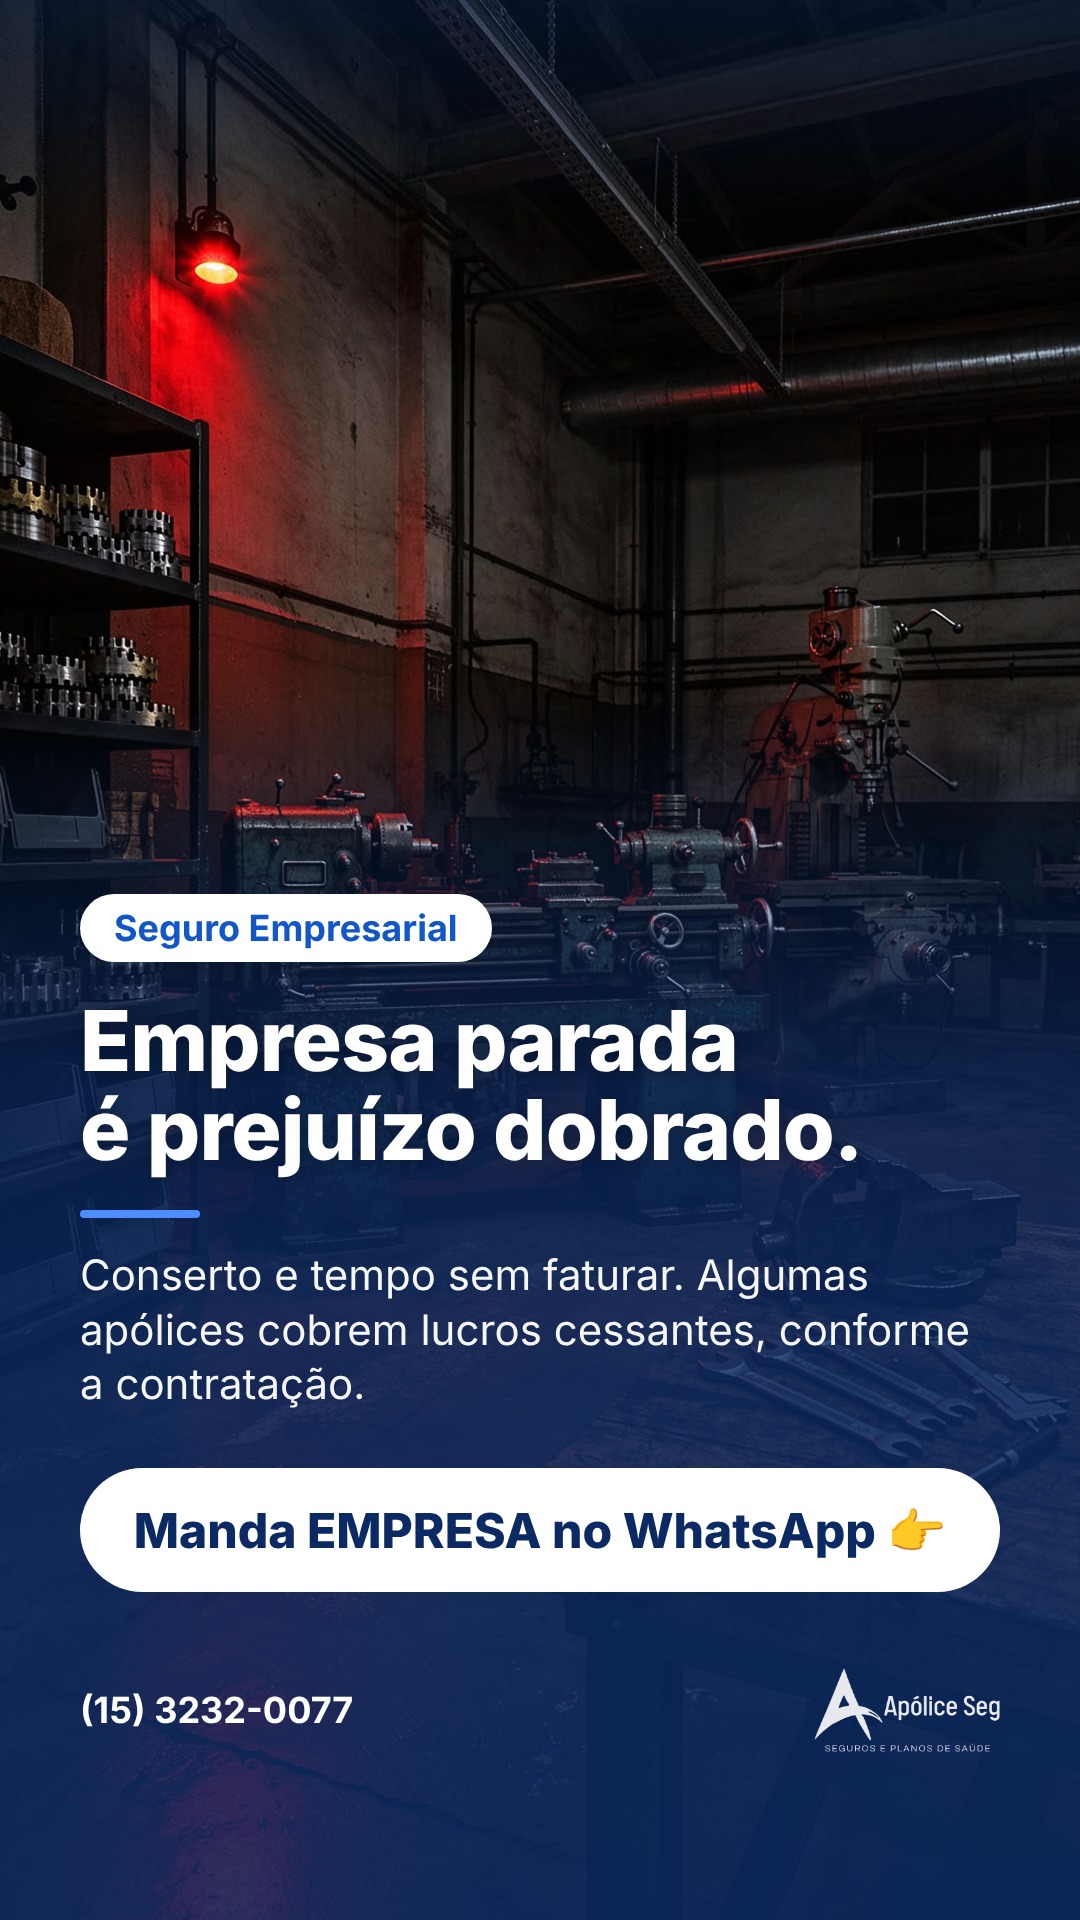 Seguro Empresarial
Empresa parada
é prejuízo dobrado.
Conserto e tempo sem faturar. Algumas
apólices cobrem lucros cessantes, conforme
a contratação.
Manda EMPRESA no WhatsApp 👉
(15) 3232-0077
Apólice Seg
SEGUROS E PLANOS DE SAÚDE